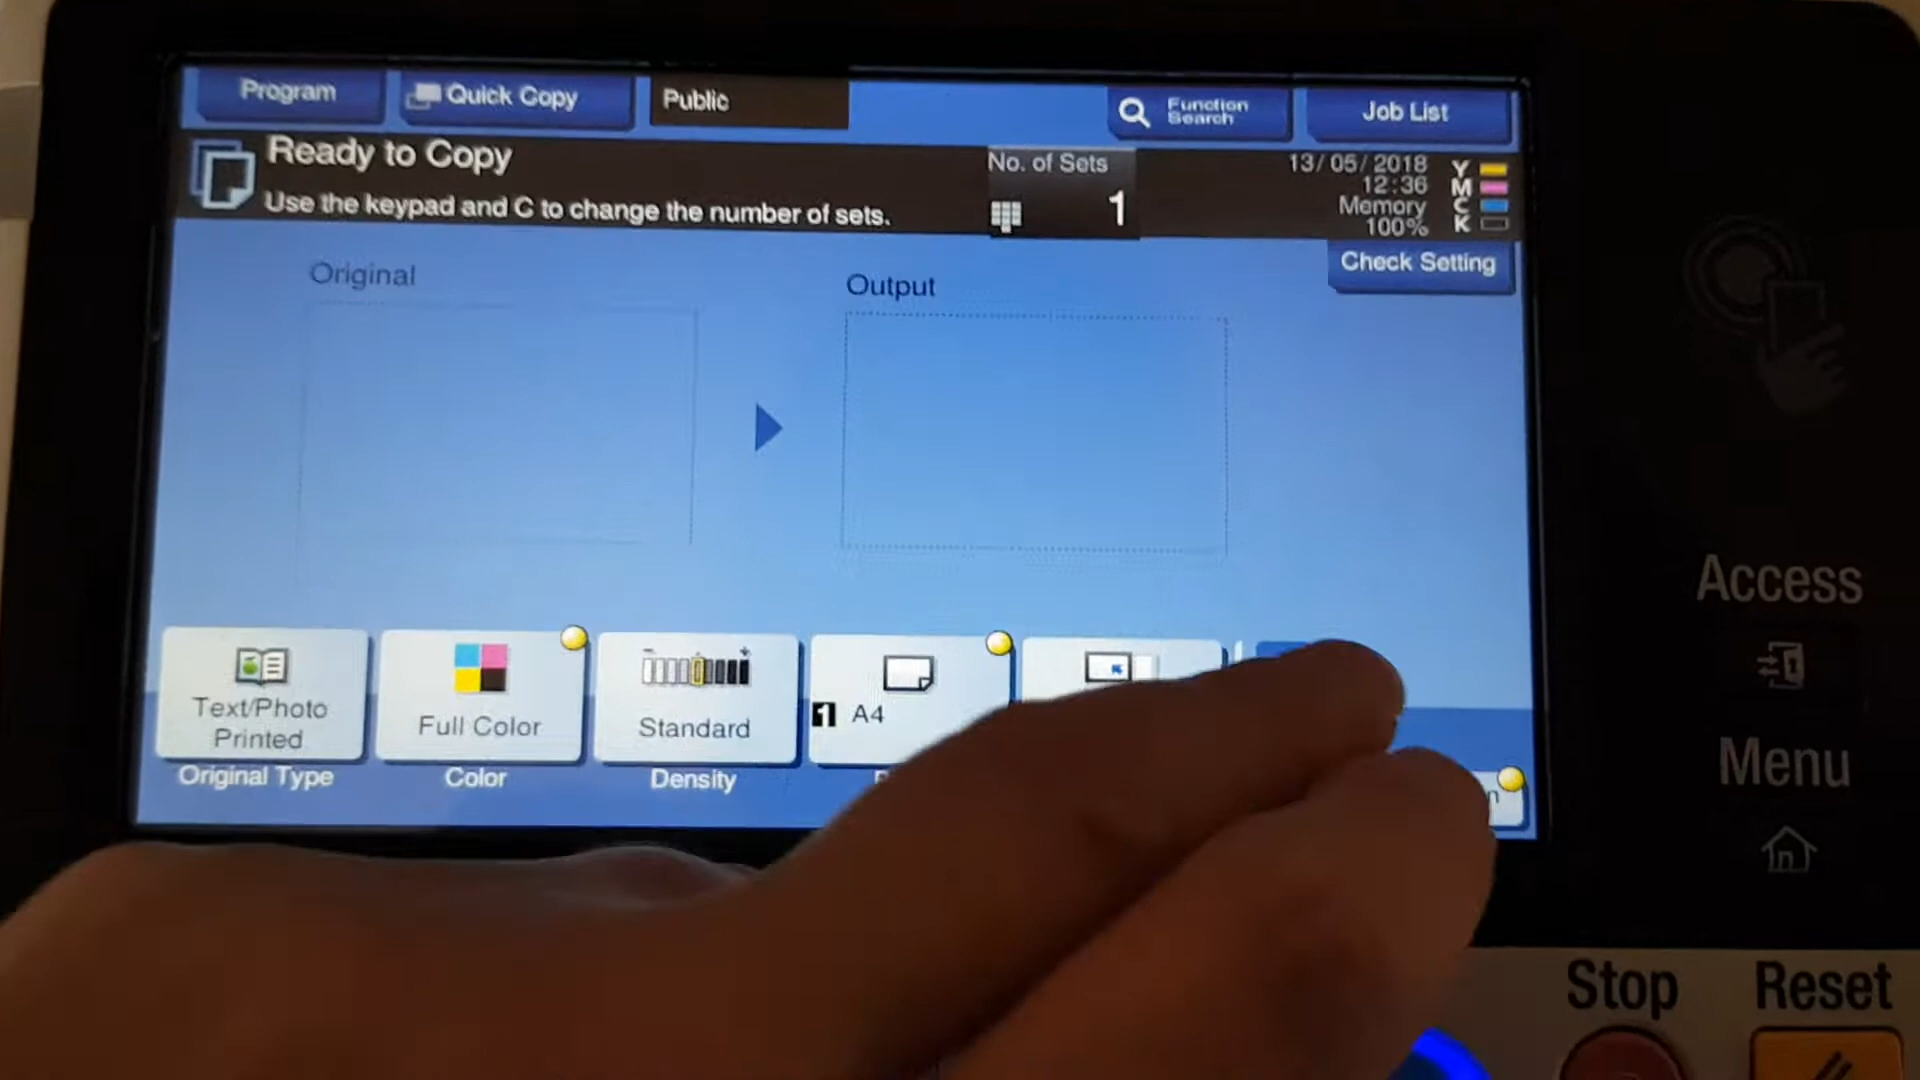 Program
Quick Copy
Public
Function
Search
Job List
Ready to Copy
Use the keypad and C to change the number of sets.
No. of Sets
1
13/05/2018
12:36
Memory
100%
Y
M
C
K
Check Setting
Original
Output
Text/Photo
Printed
Original Type
Full Color
Color
Standard
Density
1 A4
Access
Menu
Stop
Reset